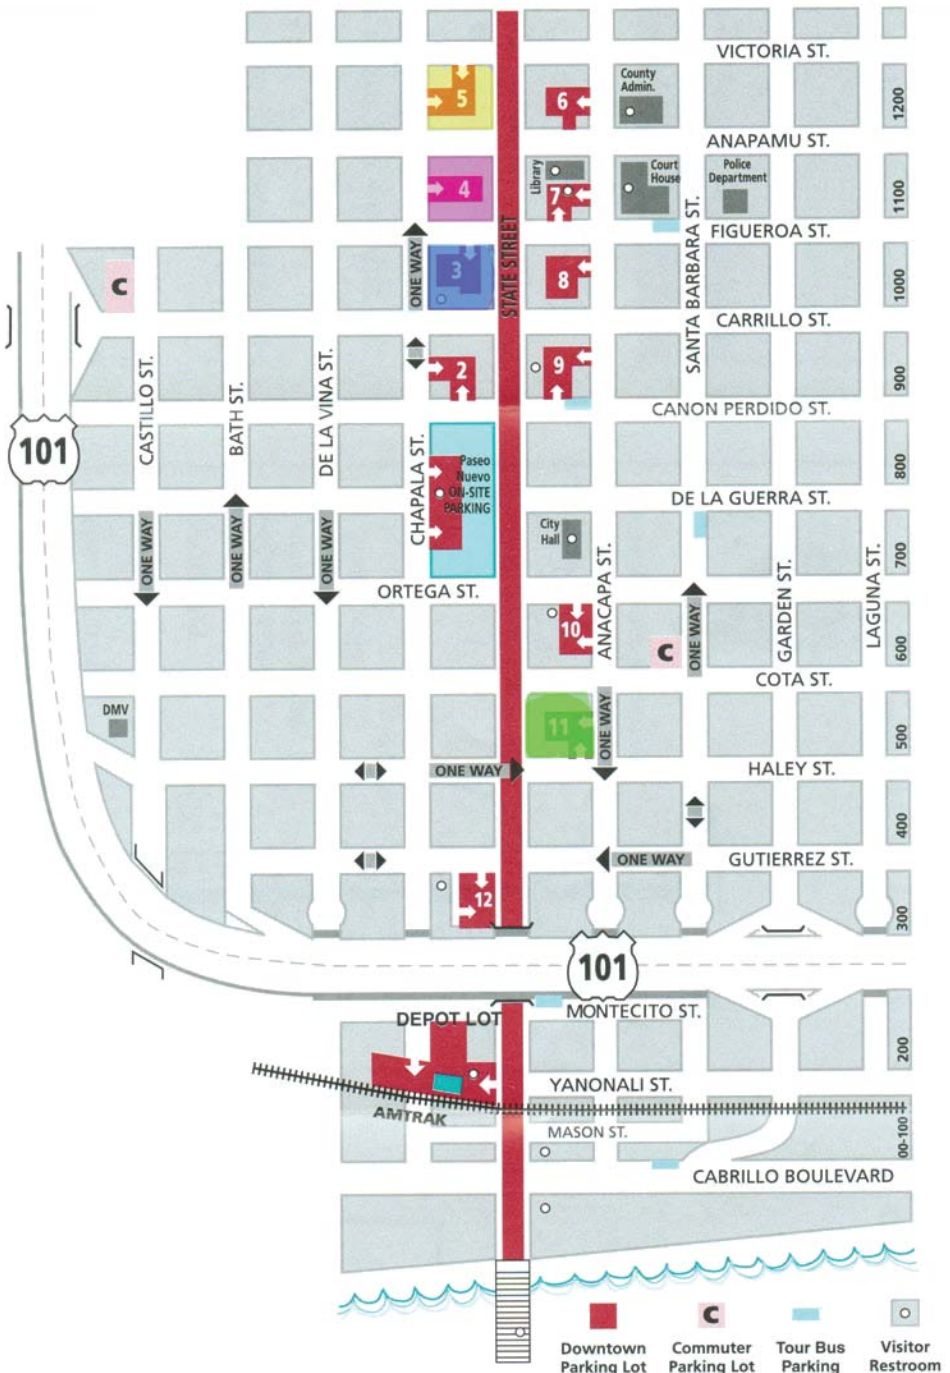 VICTORIA ST.
5
6
County
Admin.
1200
ANAPAMU ST.
4
Library
7
Court
House
Police
Department
1100
STATE STREET
SANTA BARBARA ST.
FIGUEROA ST.
C
ONE WAY
3
8
1000
CARRILLO ST.
CASTILLO ST.
BATH ST.
DE LA VINA ST.
2
9
900
CANON PERDIDO ST.
101
CHAPALA ST.
Paseo
Nuevo
ON-SITE
PARKING
800
DE LA GUERRA ST.
ONE WAY
ONE WAY
ONE WAY
City
Hall
700
ORTEGA ST.
ANACAPA ST.
GARDEN ST.
LAGUNA ST.
10
C
ONE WAY
600
COTA ST.
DMV
11
ONE WAY
500
ONE WAY
HALEY ST.
400
ONE WAY
GUTIERREZ ST.
12
300
101
DEPOT LOT
MONTECITO ST.
200
YANONALI ST.
AMTRAK
MASON ST.
00-100
CABRILLO BOULEVARD
Downtown
Parking Lot
C
Commuter
Parking Lot
Tour Bus
Parking
Visitor
Restroom